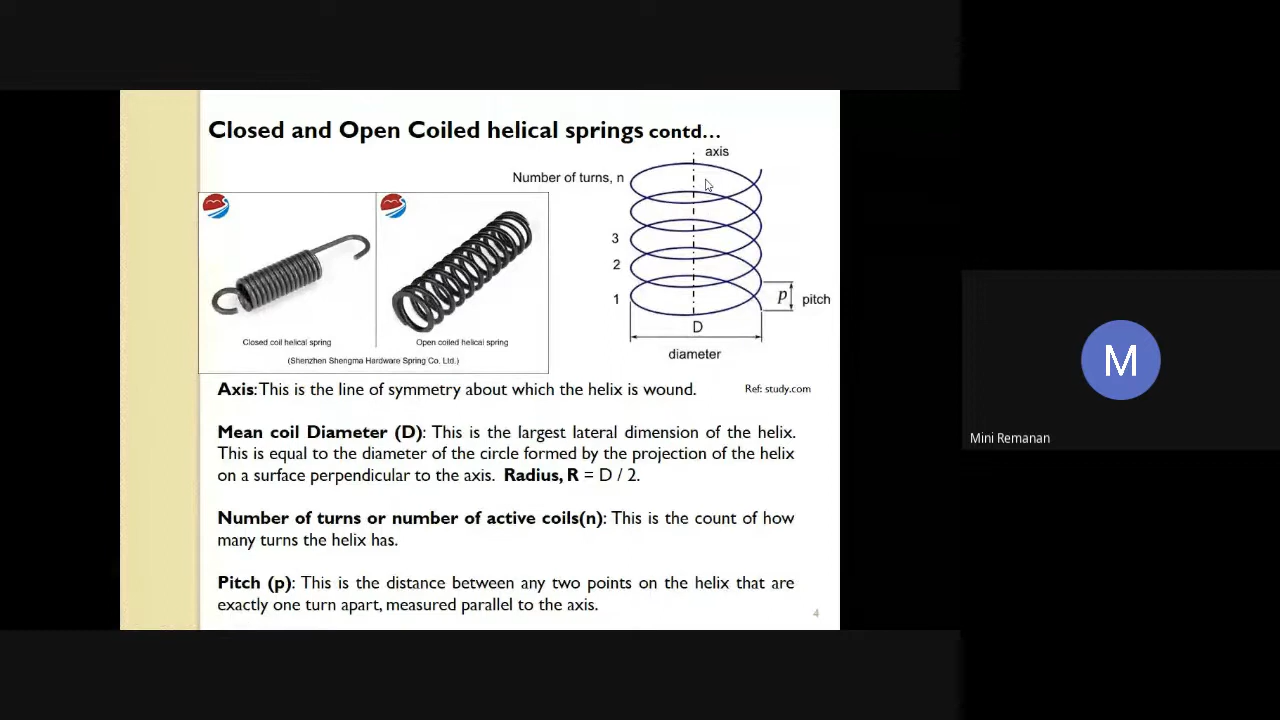 Closed and Open Coiled helical springs contd...
axis
Number of turns, n
3
2
1
p
pitch
D
diameter
Closed coil helical spring
Open coiled helical spring
(Shenzhen Shengma Hardware Spring Co. Ltd.)
Axis: This is the line of symmetry about which the helix is wound.
Ref: study.com
Mean coil Diameter (D): This is the largest lateral dimension of the helix.
This is equal to the diameter of the circle formed by the projection of the helix
on a surface perpendicular to the axis. Radius, R = D / 2.
Number of turns or number of active coils(n): This is the count of how
many turns the helix has.
Pitch (p): This is the distance between any two points on the helix that are
exactly one turn apart, measured parallel to the axis.
4
M
Mini Remanan